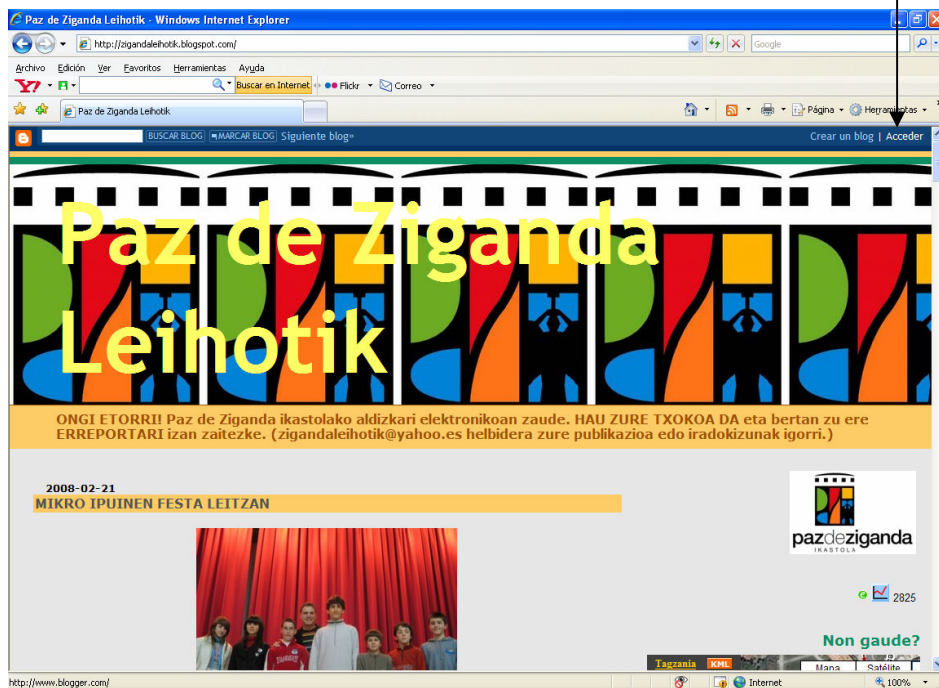 Paz de Ziganda Leihotik - Windows Internet Explorer
http://zigandaleihotik.blogspot.com/
Google
Archivo Edición Ver Favoritos Herramientas Ayuda
Buscar en Internet Flickr Correo
Paz de Ziganda Leihotik
Página Herramientas
BUSCAR BLOG MARCAR BLOG Siguiente blog»
Crear un blog | Acceder
Paz de Ziganda
Leihotik
ONGI ETORRI! Paz de Ziganda ikastolako aldizkari elektronikoan zaude. HAU ZURE TXOKOA DA eta bertan zu ere
ERREPORTARI izan zaitezke. (zigandaleihotik@yahoo.es helbidera zure publikazioa edo iradokizunak igorri.)
2008-02-21
MIKRO IPUINEN FESTA LEITZAN
pazdeziganda
IKASTOLA
2825
Non gaude?
Tagzania KML
Mapa Satélite
http://www.blogger.com/
Internet
100%